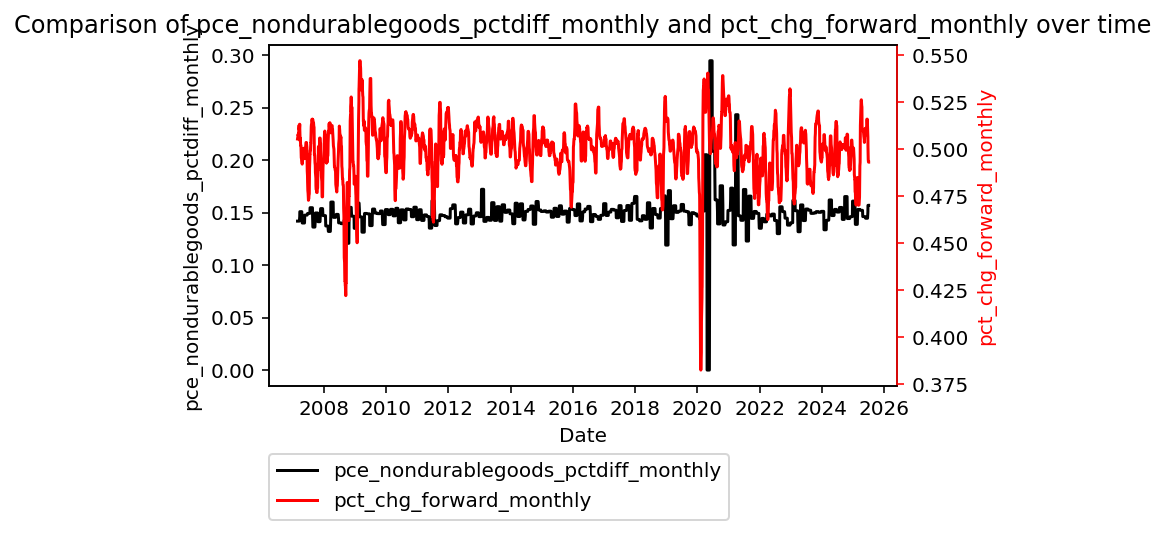 Comparison of pce_nondurablegoods_pctdiff_monthly and pct_chg_forward_monthly over time
pce_nondurablegoods_pctdiff_monthly
0.30
0.25
0.20
0.15
0.10
0.05
0.00
0.550
0.525
0.500
0.475
0.450
0.425
0.400
0.375
pct_chg_forward_monthly
2008 2010 2012 2014 2016 2018 2020 2022 2024 2026
Date
pce_nondurablegoods_pctdiff_monthly
pct_chg_forward_monthly